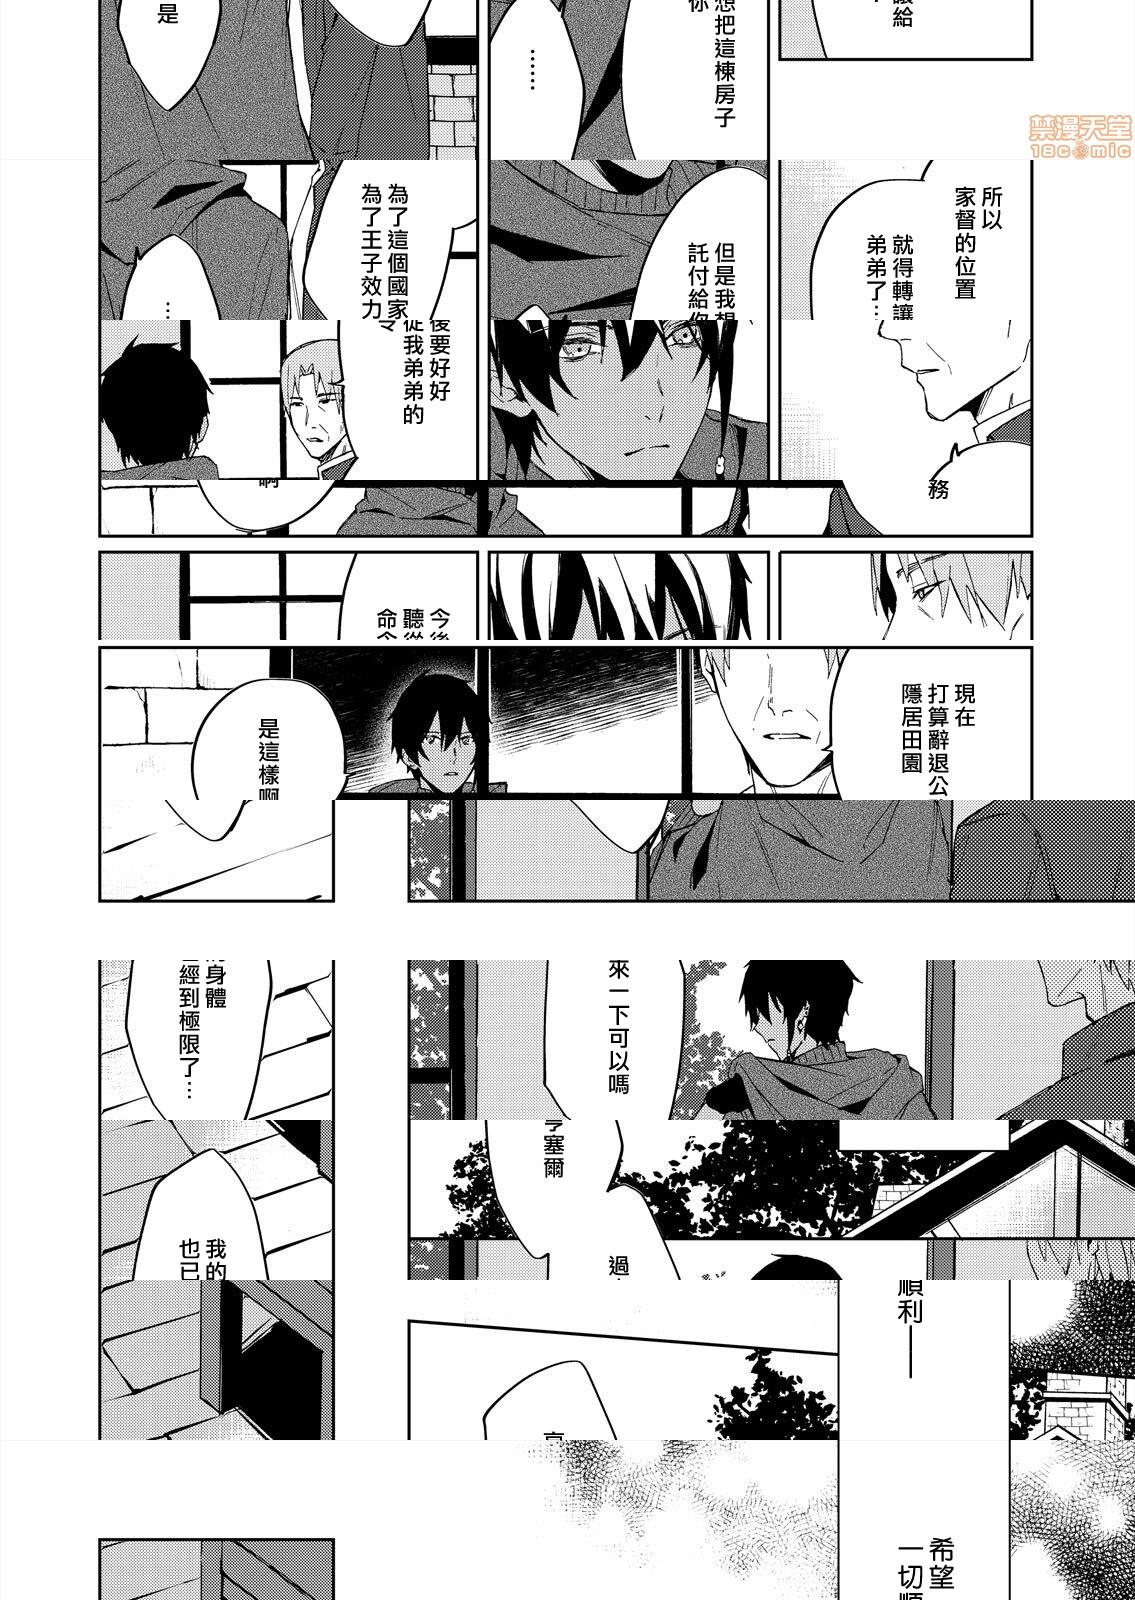 希望
一切順利—
亨塞爾
過來一下可以嗎
我的身體
也已經到極限了…
現在
打算辭退公務
隱居田園
是這樣啊
所以
家督的位置
就得轉讓給
弟弟了…
但是我想把這棟房子
託付給你
……
今後要好好
聽從我弟弟的
命令
為了這個國家
為了王子效力
…是
禁漫天堂
18comic